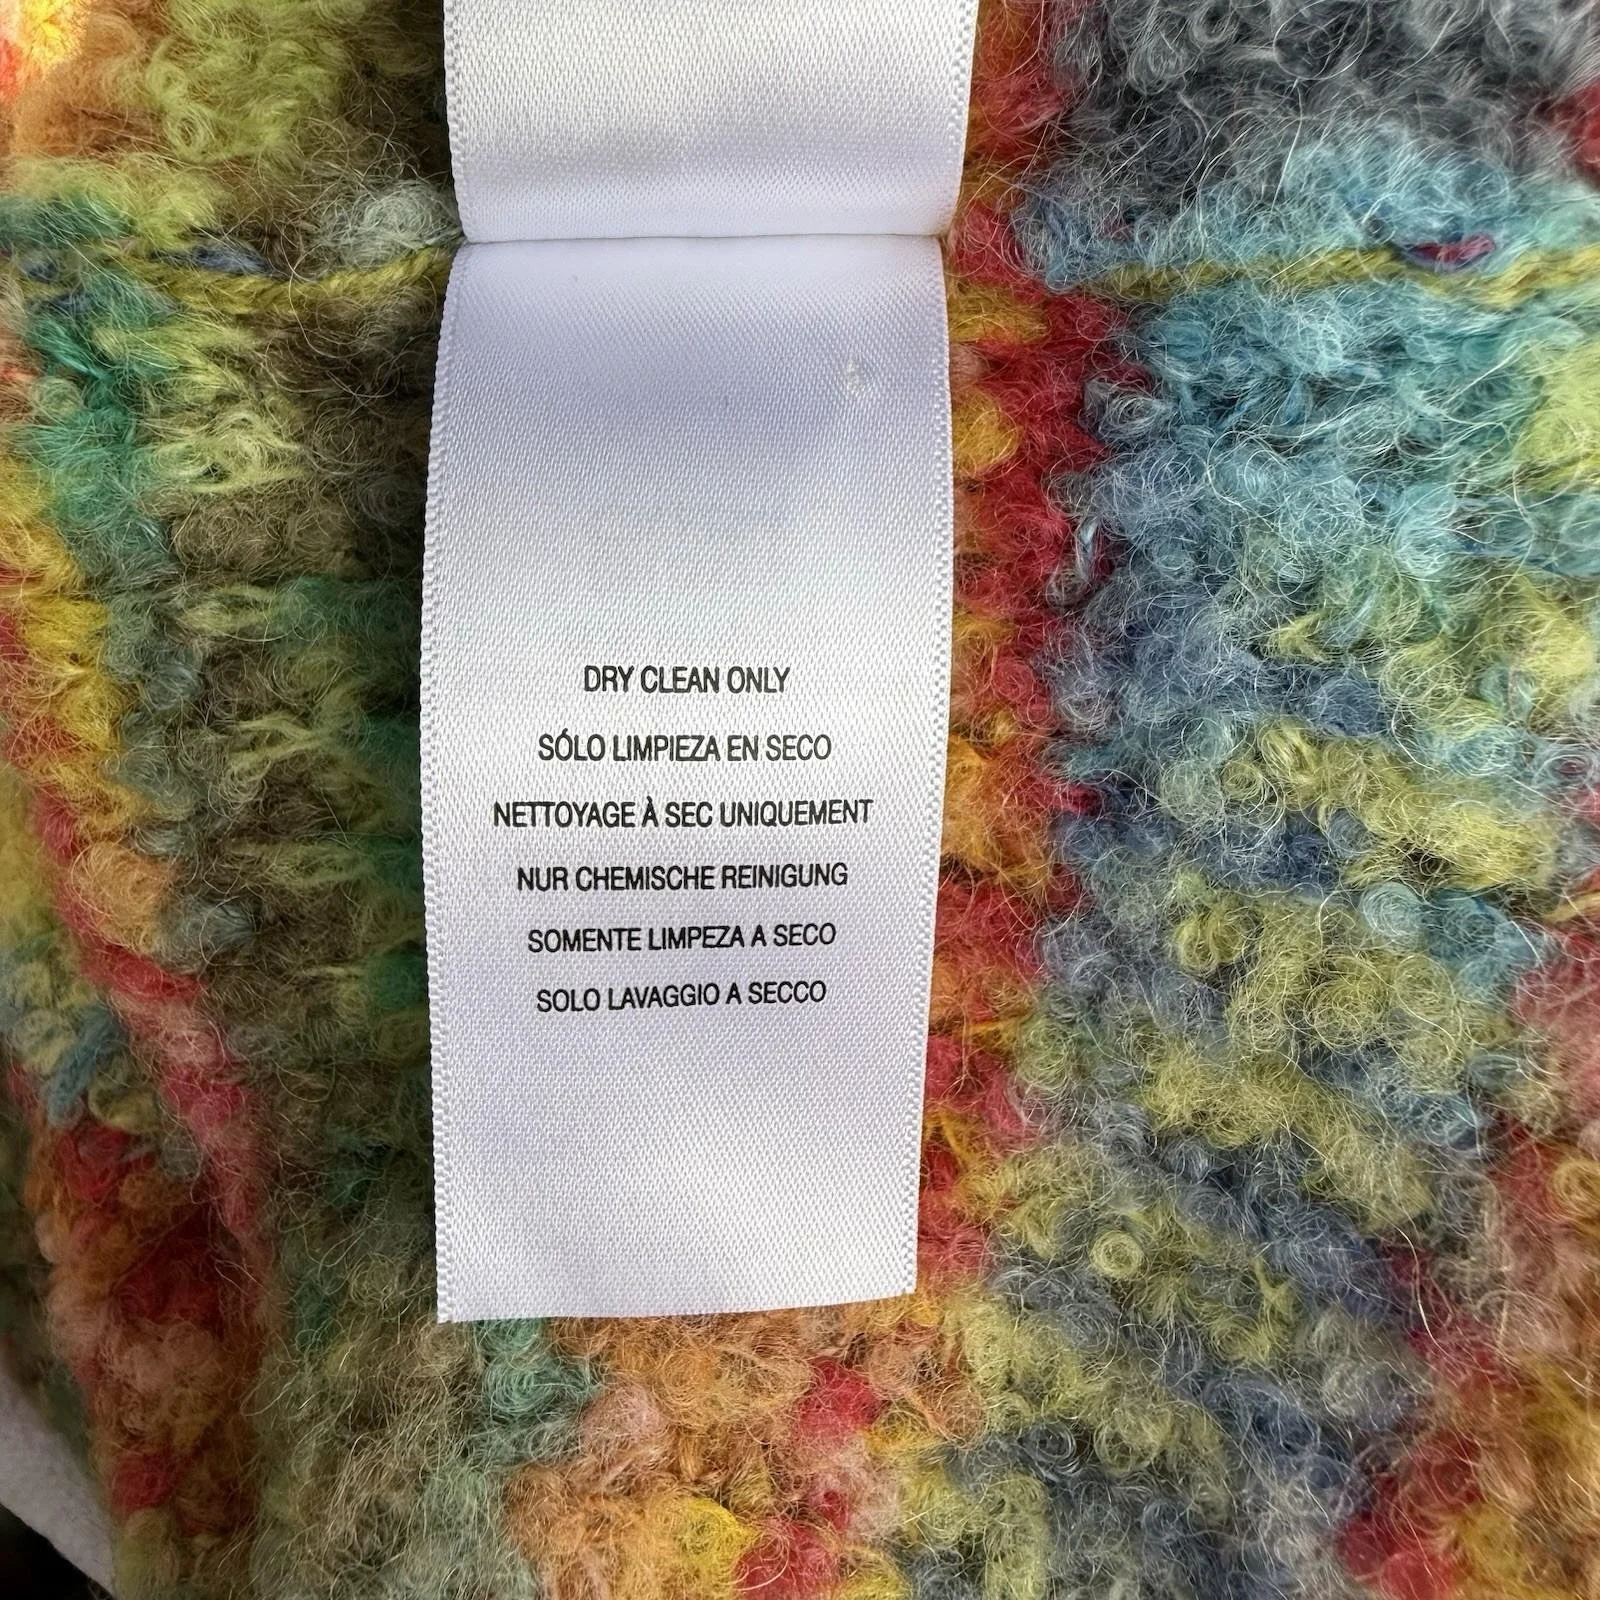 DRY CLEAN ONLY
SÓLO LIMPIEZA EN SECO
NETTOYAGE À SEC UNIQUEMENT
NUR CHEMISCHE REINIGUNG
SOMENTE LIMPEZA A SECO
SOLO LAVAGGIO A SECCO